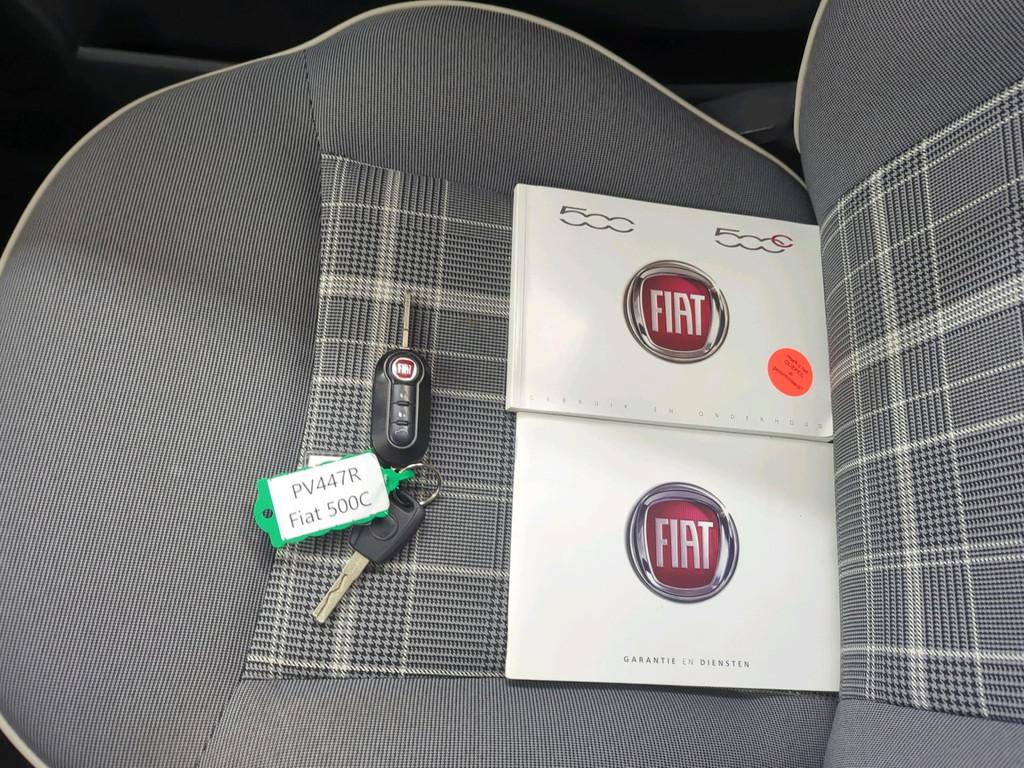 500
500C
FIAT
GEBRUIK EN ONDERHOUD
FIAT
PV447R
Fiat 500C
FIAT
GARANTIE EN DIENSTEN